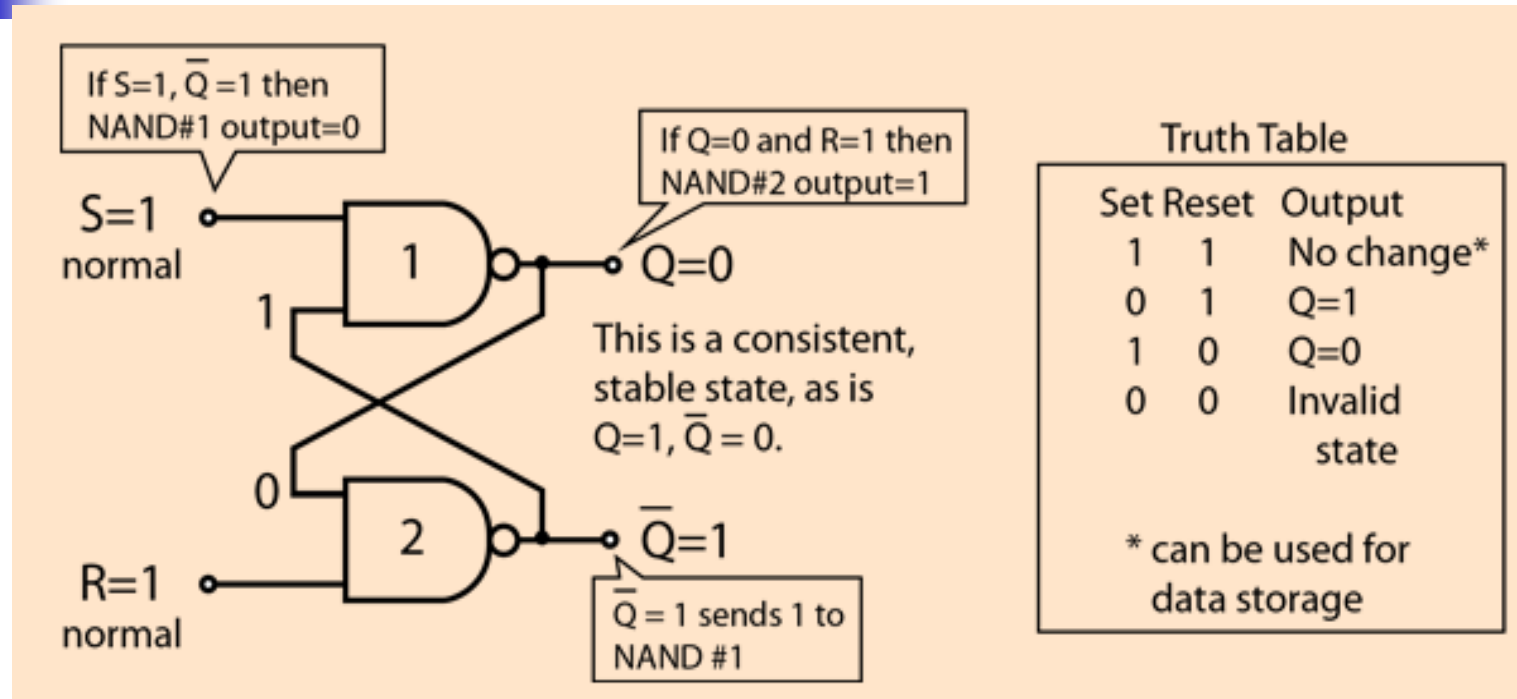 If S=1, Q̅ =1 then
NAND#1 output=0
S=1
normal
1
1
If Q=0 and R=1 then
NAND#2 output=1
Q=0
This is a consistent,
stable state, as is
Q=1, Q̅ = 0.
0
2
R=1
normal
Q̅=1
Q̅ = 1 sends 1 to
NAND #1
Truth Table
Set Reset Output
1 1 No change*
0 1 Q=1
1 0 Q=0
0 0 Invalid
state
* can be used for
data storage